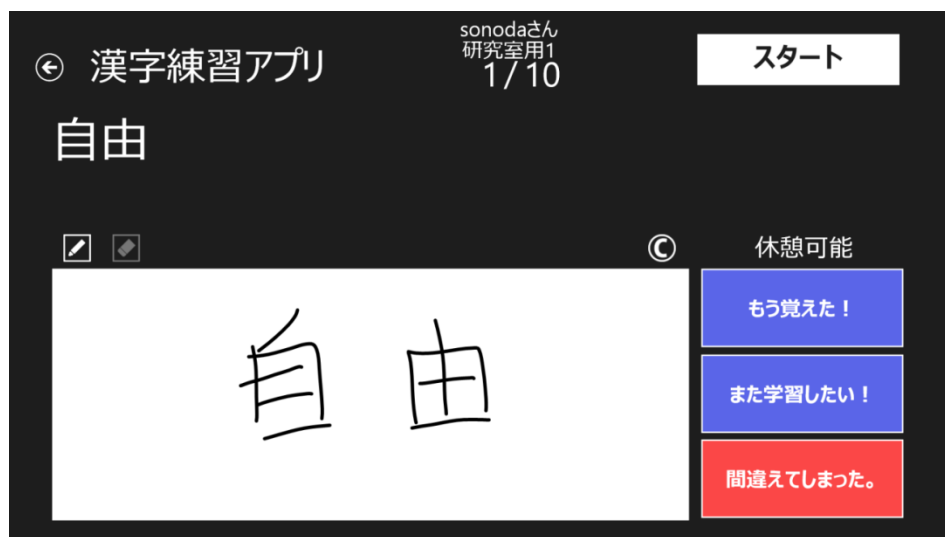 漢字練習アプリ
sonodaさん
研究室用1
1/10
スタート
自由
C
休憩可能
自由
もう覚えた！
また学習したい！
間違えてしまった。